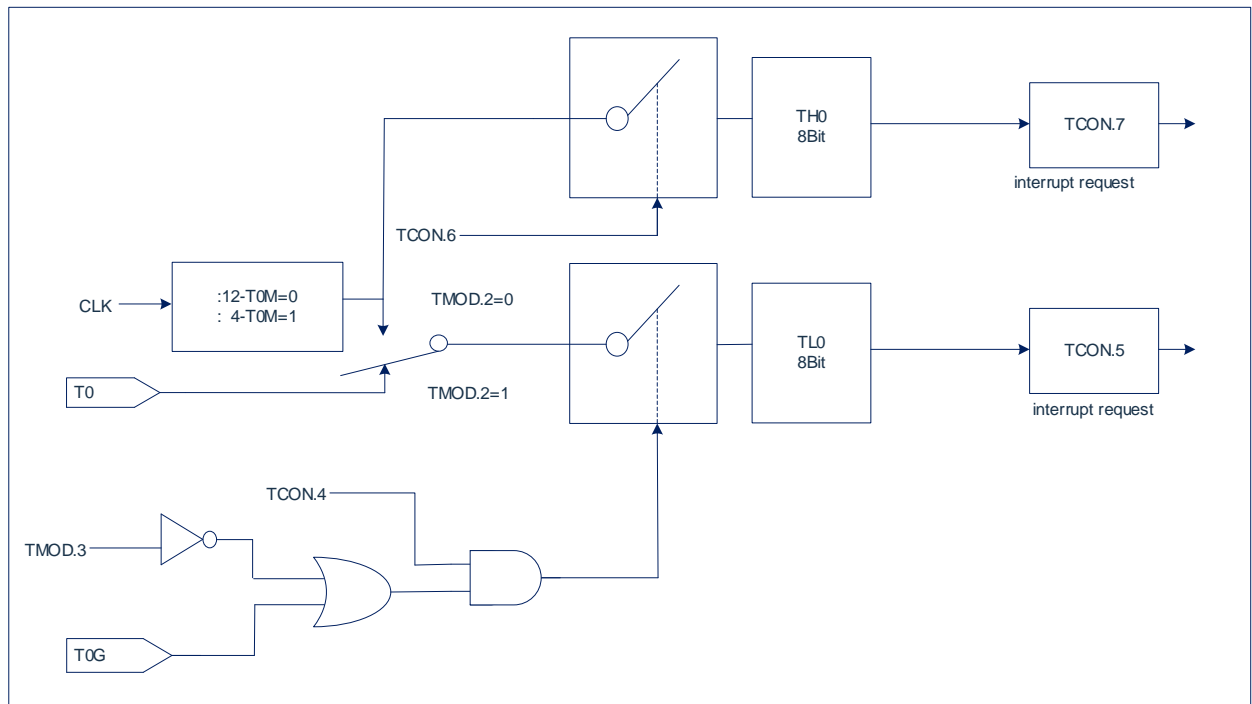 TH0
8Bit
TCON.7
interrupt request
TCON.6
CLK
:12-T0M=0
: 4-T0M=1
TMOD.2=0
TL0
8Bit
TCON.5
T0
TMOD.2=1
interrupt request
TCON.4
TMOD.3
T0G